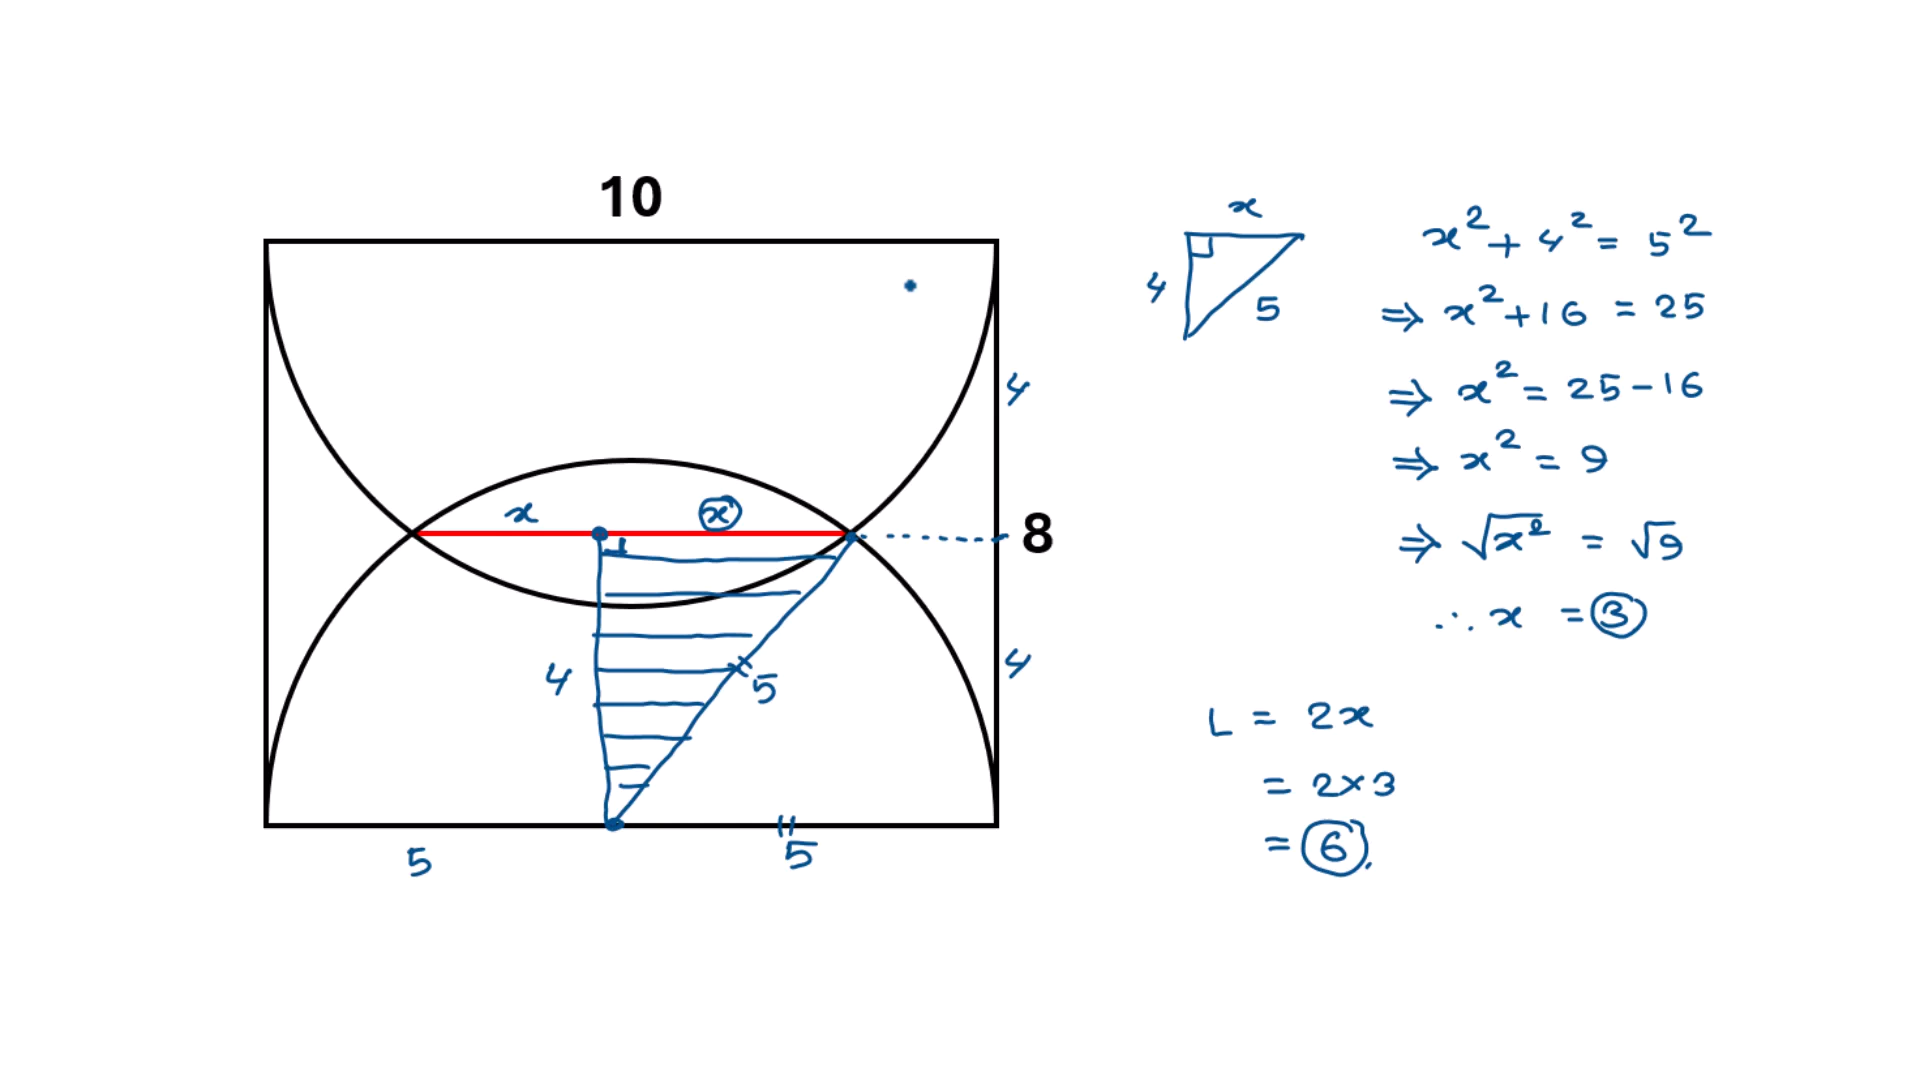 10
4
x x
8
4 5 4
5 5
x
4 5
x² + 4² = 5²
⇒ x² + 16 = 25
⇒ x² = 25 - 16
⇒ x² = 9
⇒ √x² = √9
∴ x = 3
L = 2x
= 2×3
= 6.